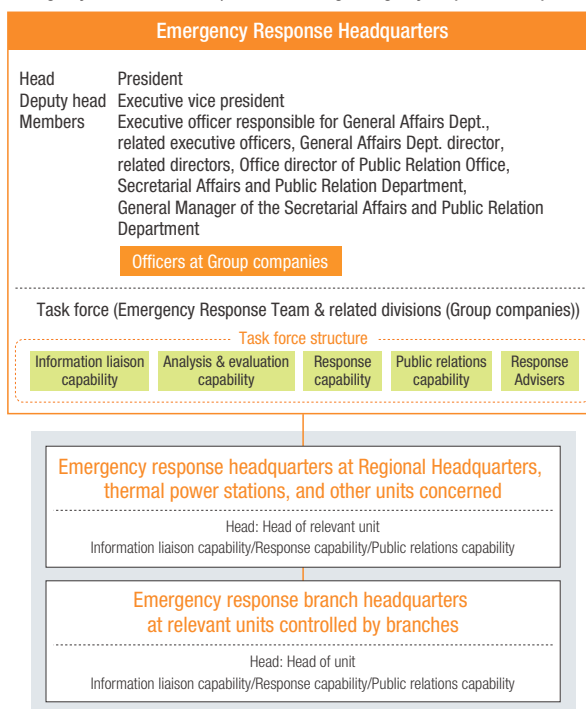 Emergency Response Headquarters
Head President
Deputy head Executive vice president
Members Executive officer responsible for General Affairs Dept.,
related executive officers, General Affairs Dept. director,
related directors, Office director of Public Relation Office,
Secretarial Affairs and Public Relation Department,
General Manager of the Secretarial Affairs and Public Relation
Department
Officers at Group companies
Task force (Emergency Response Team & related divisions (Group companies))
Task force structure
Information liaison
capability
Analysis & evaluation
capability
Response
capability
Public relations
capability
Response
Advisers
Emergency response headquarters at Regional Headquarters,
thermal power stations, and other units concerned
Head: Head of relevant unit
Information liaison capability/Response capability/Public relations capability
Emergency response branch headquarters
at relevant units controlled by branches
Head: Head of unit
Information liaison capability/Response capability/Public relations capability